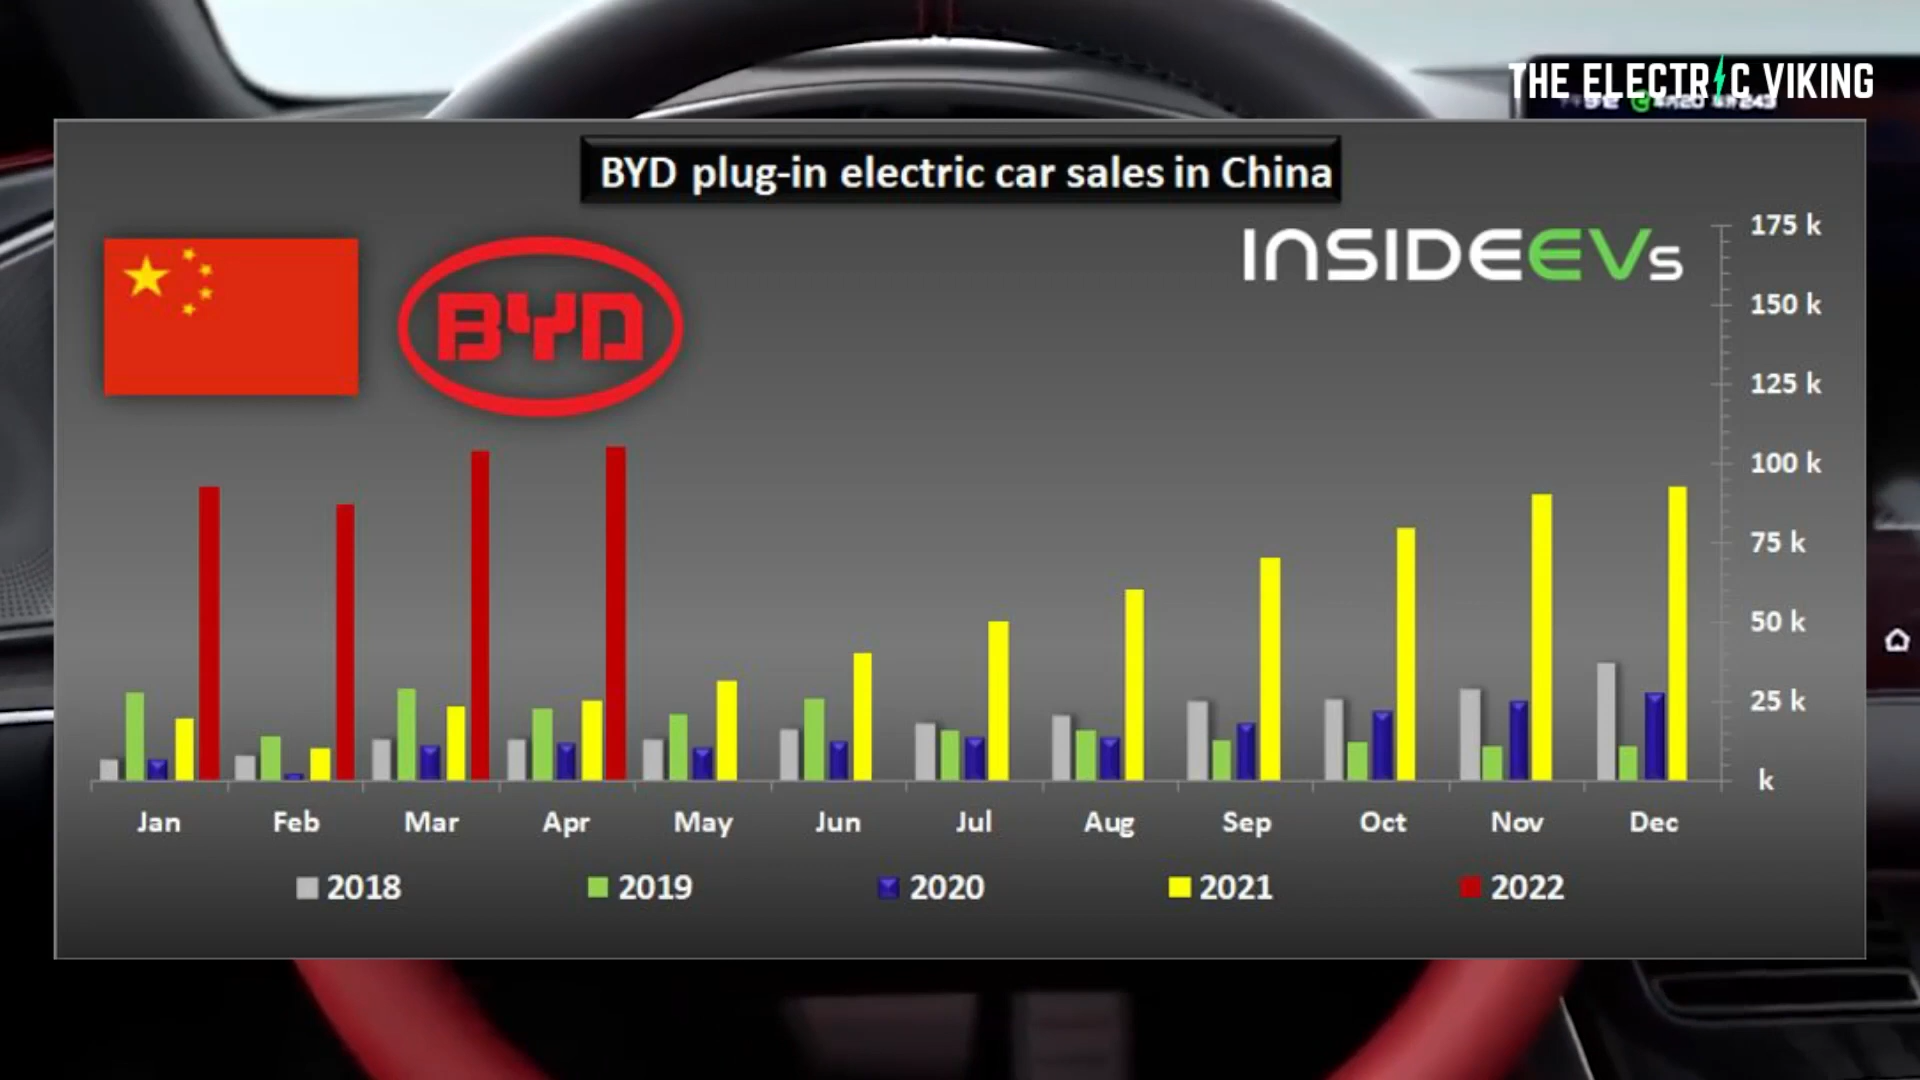 THE ELECTRIC VIKING
BYD plug-in electric car sales in China
BYD
INSIDEEVs
175 k
150 k
125 k
100 k
75 k
50 k
25 k
k
Jan Feb Mar Apr May Jun Jul Aug Sep Oct Nov Dec
2018 2019 2020 2021 2022